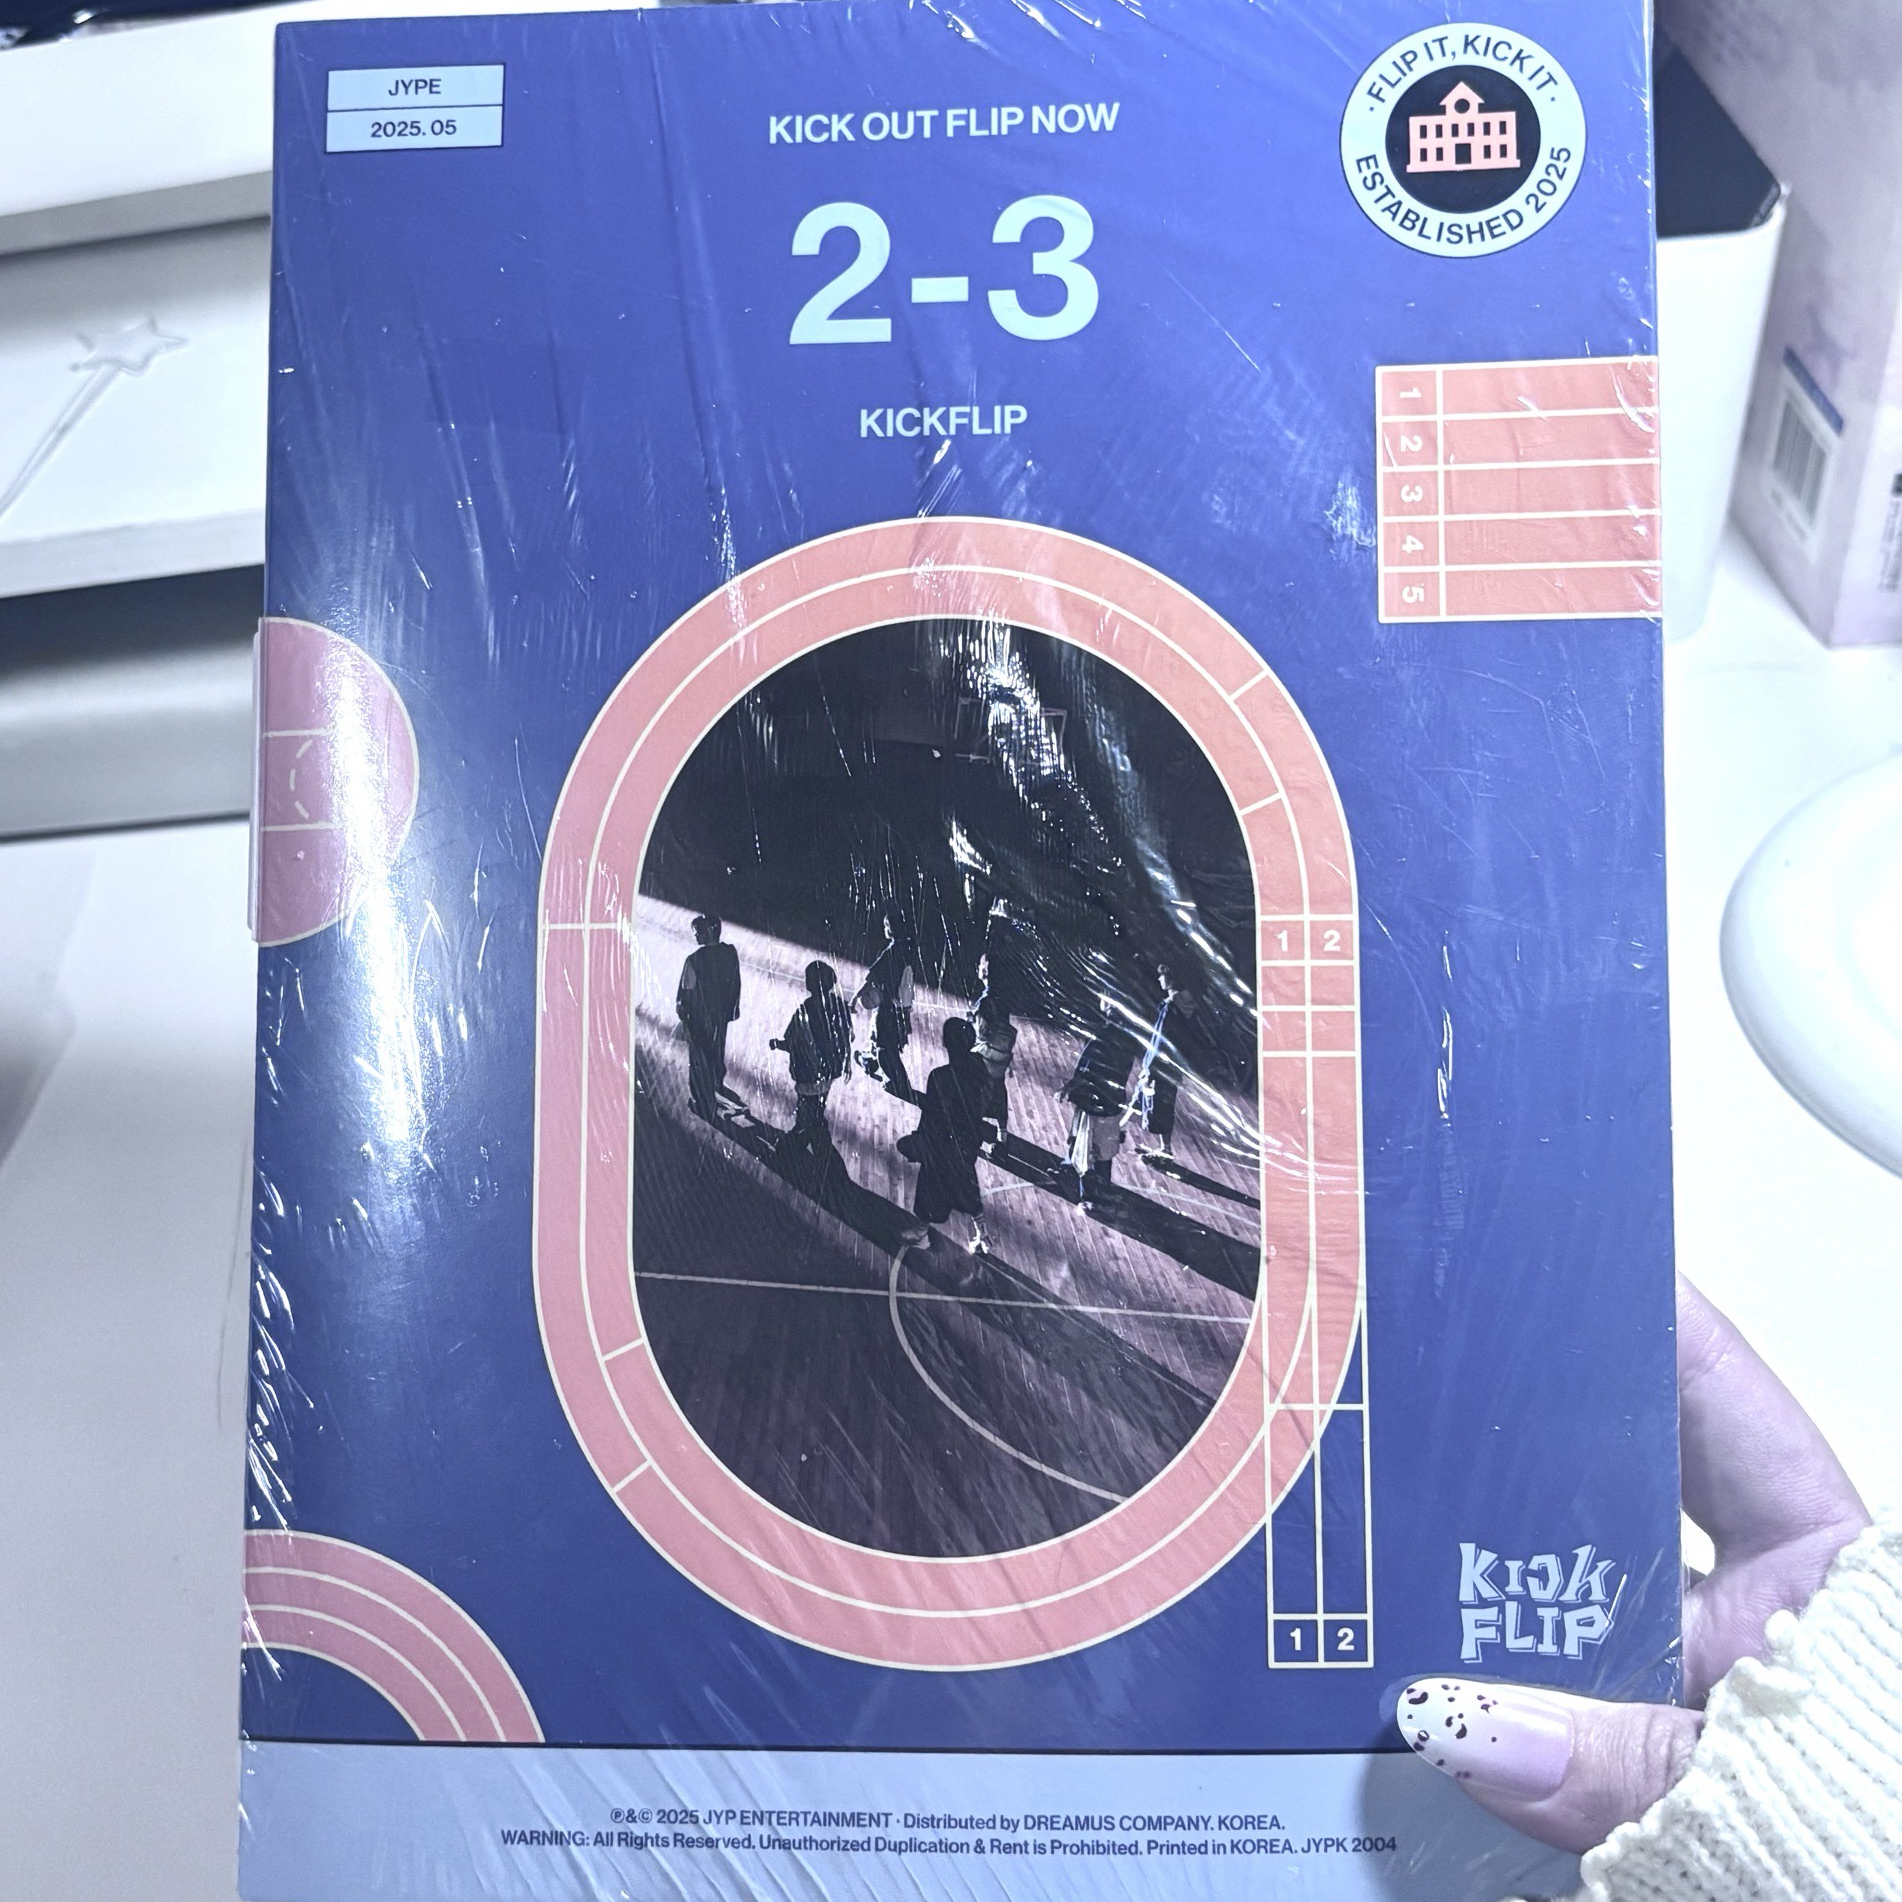 JYPE
2025.05
KICK OUT FLIP NOW
2-3
KICKFLIP
·FLIP IT, KICK IT·
ESTABLISHED 2025
1
2
3
4
5
1 2
1 2
KICK
FLIP
℗&© 2025 JYP ENTERTAINMENT · Distributed by DREAMUS COMPANY. KOREA.
WARNING: All Rights Reserved. Unauthorized Duplication & Rent is Prohibited. Printed in KOREA. JYPK 2004